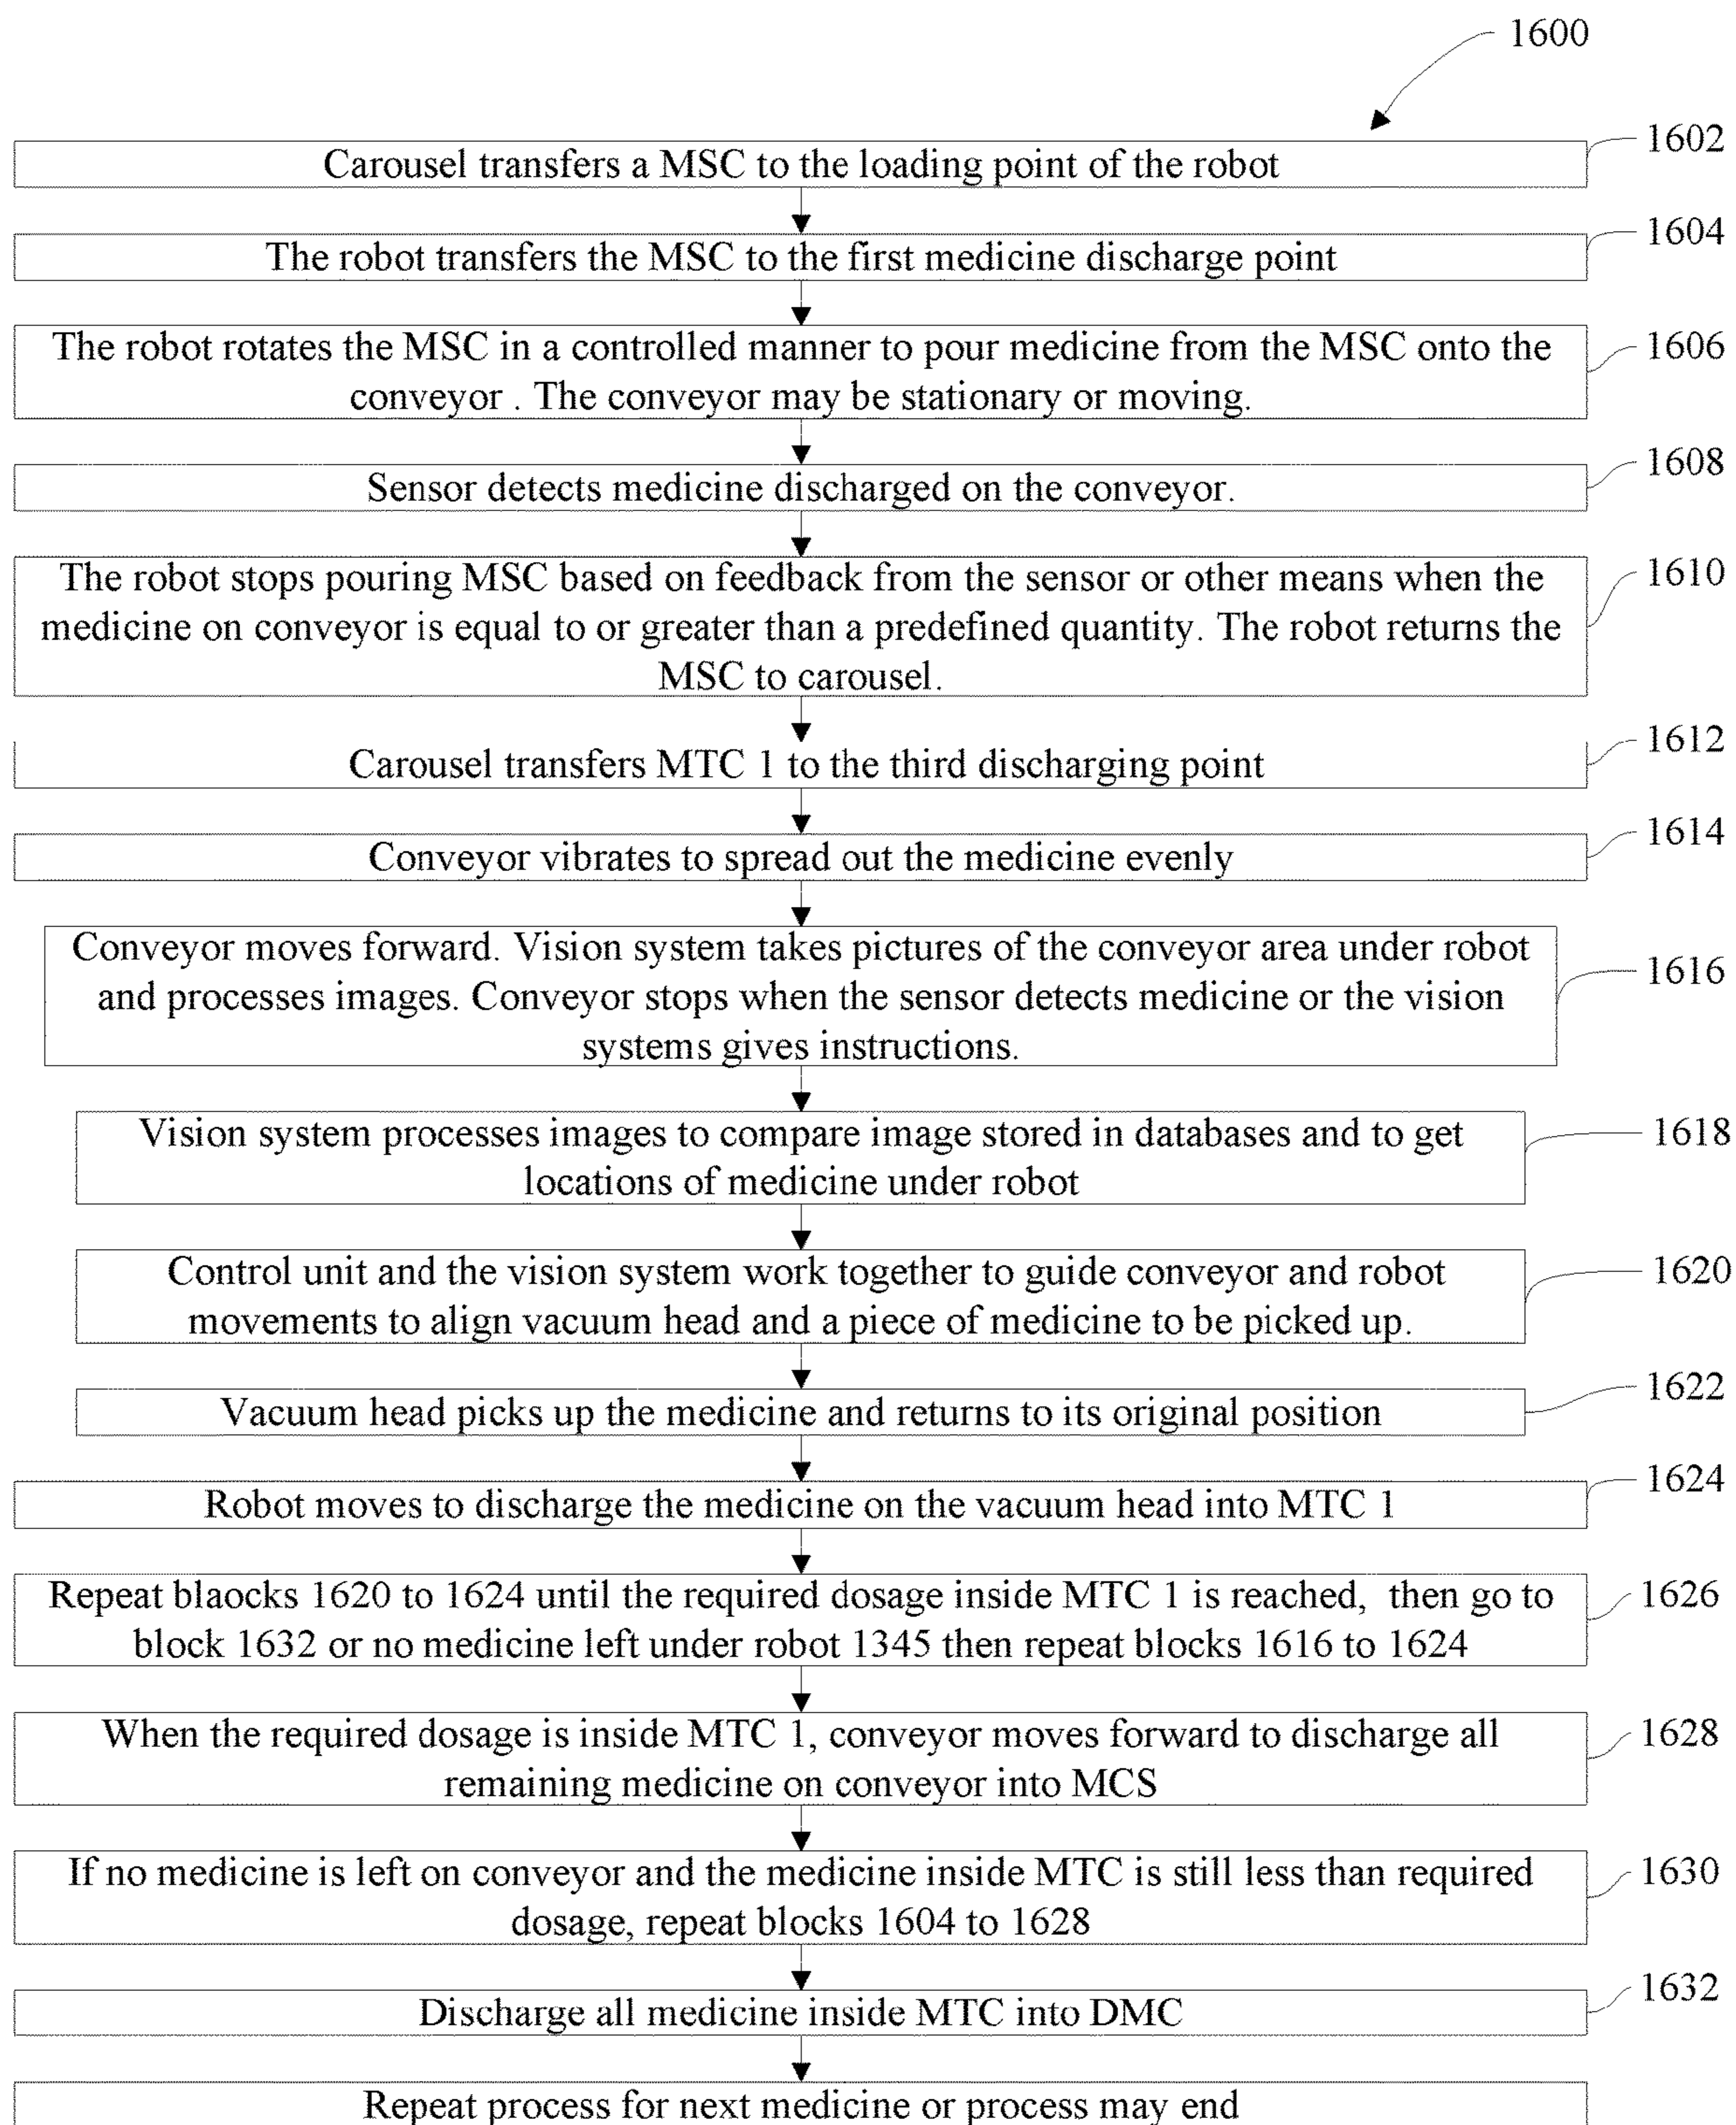 1600
Carousel transfers a MSC to the loading point of the robot
1602
The robot transfers the MSC to the first medicine discharge point
1604
The robot rotates the MSC in a controlled manner to pour medicine from the MSC onto the
conveyor . The conveyor may be stationary or moving.
1606
Sensor detects medicine discharged on the conveyor.
1608
The robot stops pouring MSC based on feedback from the sensor or other means when the
medicine on conveyor is equal to or greater than a predefined quantity. The robot returns the
MSC to carousel.
1610
Carousel transfers MTC 1 to the third discharging point
1612
Conveyor vibrates to spread out the medicine evenly
1614
Conveyor moves forward. Vision system takes pictures of the conveyor area under robot
and processes images. Conveyor stops when the sensor detects medicine or the vision
systems gives instructions.
1616
Vision system processes images to compare image stored in databases and to get
locations of medicine under robot
1618
Control unit and the vision system work together to guide conveyor and robot
movements to align vacuum head and a piece of medicine to be picked up.
1620
Vacuum head picks up the medicine and returns to its original position
1622
Robot moves to discharge the medicine on the vacuum head into MTC 1
1624
Repeat blaocks 1620 to 1624 until the required dosage inside MTC 1 is reached, then go to
block 1632 or no medicine left under robot 1345 then repeat blocks 1616 to 1624
1626
When the required dosage is inside MTC 1, conveyor moves forward to discharge all
remaining medicine on conveyor into MCS
1628
If no medicine is left on conveyor and the medicine inside MTC is still less than required
dosage, repeat blocks 1604 to 1628
1630
Discharge all medicine inside MTC into DMC
1632
Repeat process for next medicine or process may end